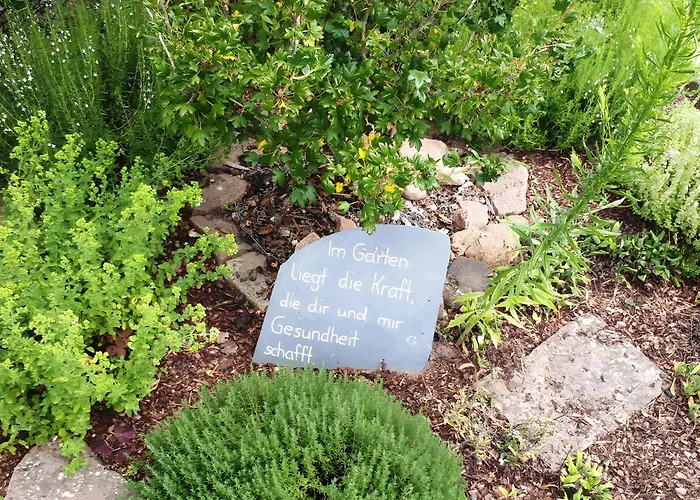 Im Garten
liegt die Kraft,
die dir und mir
Gesundheit
schafft